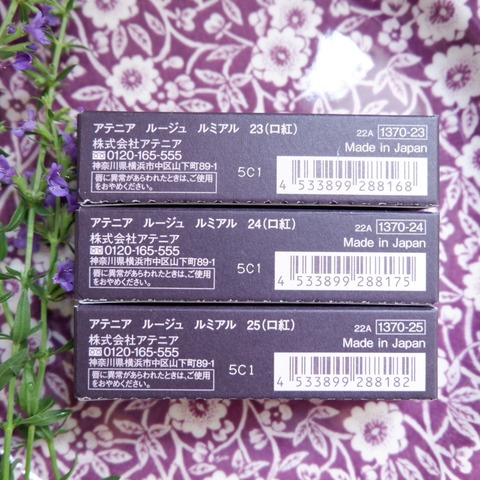 アテニア ルージュ ルミアル 23(口紅)
22A 1370-23
株式会社アテニア
Made in Japan
0120-165-555
神奈川県横浜市中区山下町89-1
唇に異常があらわれたときは、ご使用
をおやめください。
5C1
4 533899 288168
アテニア ルージュ ルミアル 24(口紅)
22A 1370-24
株式会社アテニア
Made in Japan
0120-165-555
神奈川県横浜市中区山下町89-1
唇に異常があらわれたときは、ご使用
をおやめください。
5C1
4 533899 288175
アテニア ルージュ ルミアル 25(口紅)
22A 1370-25
株式会社アテニア
Made in Japan
0120-165-555
神奈川県横浜市中区山下町89-1
唇に異常があらわれたときは、ご使用
をおやめください。
5C1
4 533899 288182